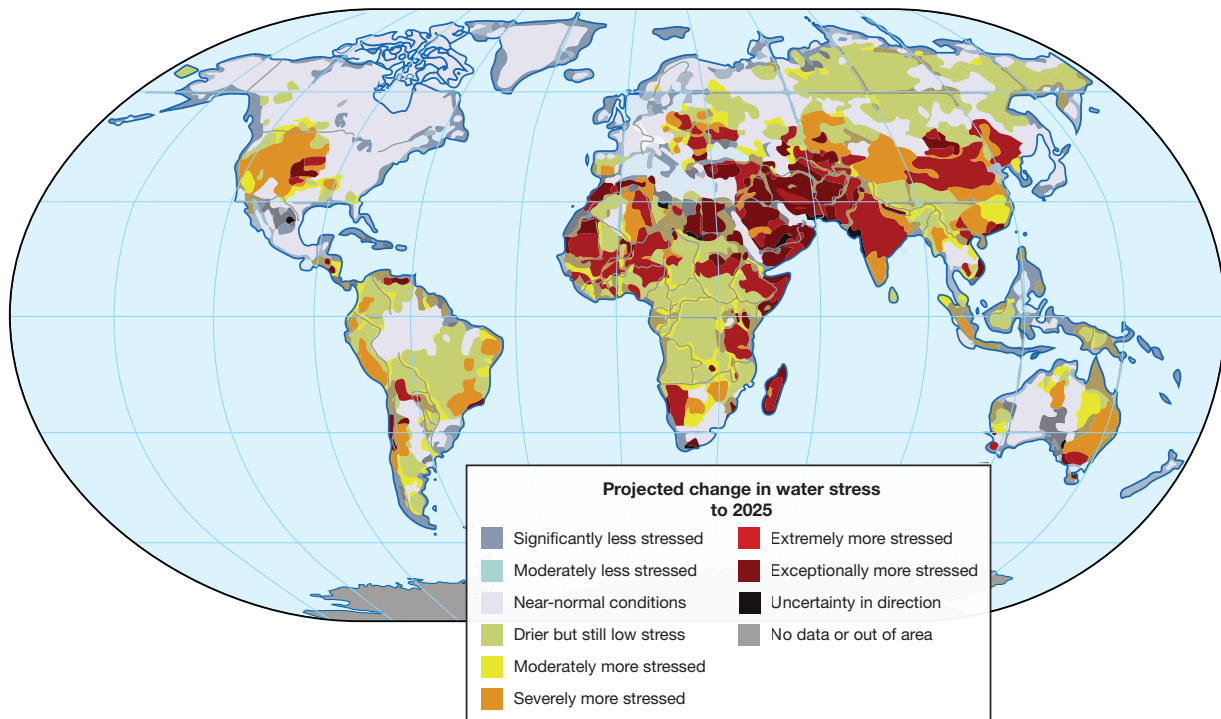 Projected change in water stress
to 2025
Significantly less stressed
Moderately less stressed
Near-normal conditions
Drier but still low stress
Moderately more stressed
Severely more stressed
Extremely more stressed
Exceptionally more stressed
Uncertainty in direction
No data or out of area